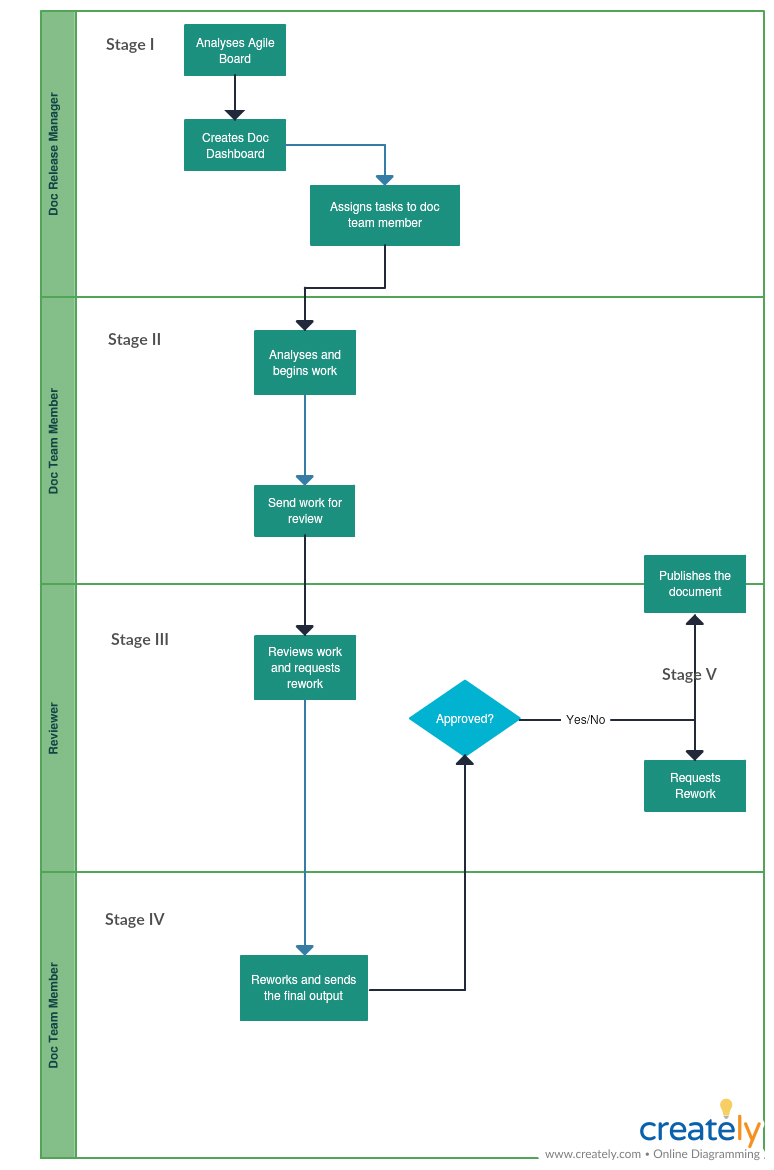 Stage I
Analyses Agile
Board
Doc Release Manager
Creates Doc
Dashboard
Assigns tasks to doc
team member
Stage II
Analyses and
begins work
Doc Team Member
Send work for
review
Publishes the
document
Stage III
Reviews work
and requests
rework
Stage V
Reviewer
Approved?
Yes/No
Requests
Rework
Stage IV
Reworks and sends
the final output
Doc Team Member
creately
www.creately.com • Online Diagramming